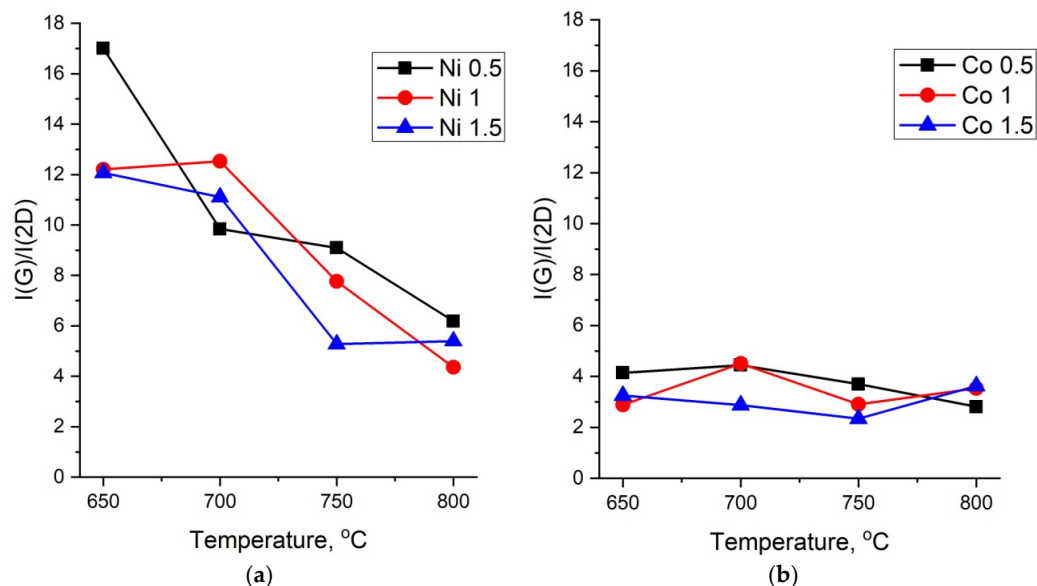 18
16
14
12
10
8
6
4
2
0
I(G)/I(2D)
Ni 0.5
Ni 1
Ni 1.5
650
700
750
800
Temperature, °C
(a)
18
16
14
12
10
8
6
4
2
0
I(G)/I(2D)
Co 0.5
Co 1
Co 1.5
650
700
750
800
Temperature, °C
(b)